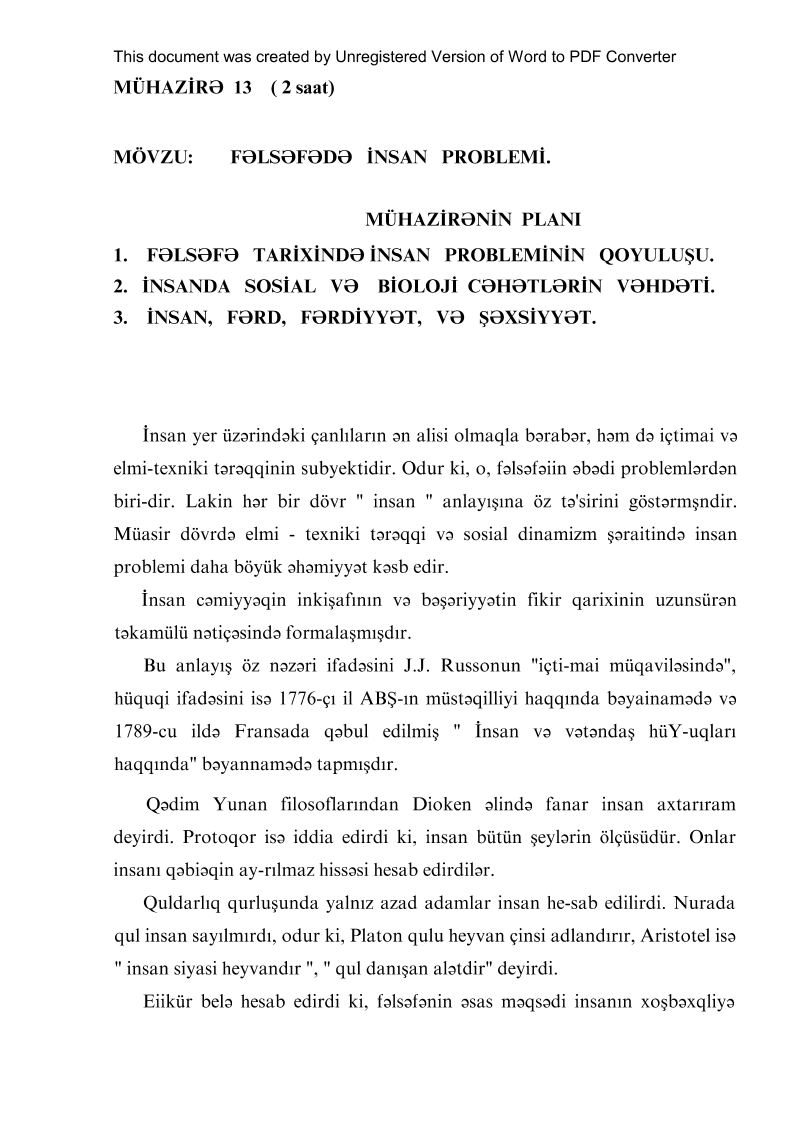 This document was created by Unregistered Version of Word to PDF Converter
MÜHAZİRƏ 13 ( 2 saat)
MÖVZU: FƏLSƏFƏDƏ İNSAN PROBLEMİ.
MÜHAZİRƏNİN PLANI
1. FƏLSƏFƏ TARİXİNDƏ İNSAN PROBLEMİNİN QOYULUŞU.
2. İNSANDA SOSİAL VƏ BİOLOJİ CƏHƏTLƏRİN VƏHDƏTİ.
3. İNSAN, FƏRD, FƏRDİYYƏT, VƏ ŞƏXSİYYƏT.
İnsan yer üzərindəki çanlıların ən alisi olmaqla bərabər, həm də içtimai və
elmi-texniki tərəqqinin subyektidir. Odur ki, o, fəlsəfəiin əbədi problemlərdən
biri-dir. Lakin hər bir dövr " insan " anlayışına öz tə'sirini göstərmşndir.
Müasir dövrdə elmi - texniki tərəqqi və sosial dinamizm şəraitində insan
problemi daha böyük əhəmiyyət kəsb edir.
İnsan cəmiyyəqin inkişafının və bəşəriyyətin fikir qarixinin uzunsürən
təkamülü nətiçəsində formalaşmışdır.
Bu anlayış öz nəzəri ifadəsini J.J. Russonun "içti-mai müqaviləsində",
hüquqi ifadəsini isə 1776-çı il ABŞ-ın müstəqilliyi haqqında bəyainamədə və
1789-cu ildə Fransada qəbul edilmiş " İnsan və vətəndaş hüY-uqları
haqqında" bəyannamədə tapmışdır.
Qədim Yunan filosoflarından Dioken əlində fanar insan axtarıram
deyirdi. Protoqor isə iddia edirdi ki, insan bütün şeylərin ölçüsüdür. Onlar
insanı qəbiəqin ay-rılmaz hissəsi hesab edirdilər.
Quldarlıq qurluşunda yalnız azad adamlar insan he-sab edilirdi. Nurada
qul insan sayılmırdı, odur ki, Platon qulu heyvan çinsi adlandırır, Aristotel isə
" insan siyasi heyvandır ", " qul danışan alətdir" deyirdi.
Eiikür belə hesab edirdi ki, fəlsəfənin əsas məqsədi insanın xoşbəxqliyə